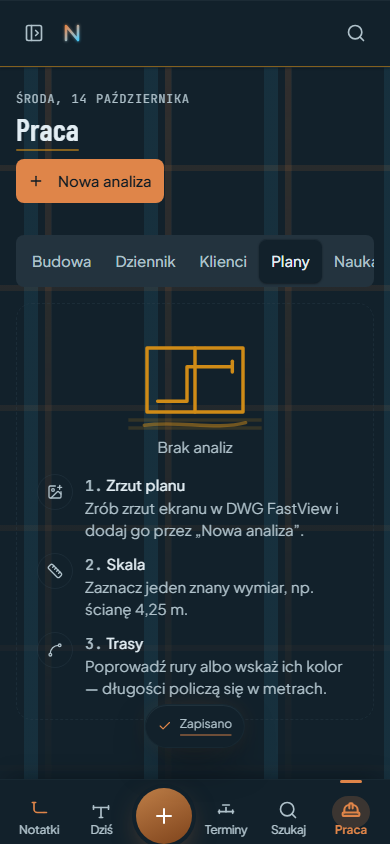 N
ŚRODA, 14 PAŹDZIERNIKA
Praca
+ Nowa analiza
Budowa Dziennik Klienci Plany Nauka
Brak analiz
1. Zrzut planu
Zrób zrzut ekranu w DWG FastView i
dodaj go przez „Nowa analiza”.
2. Skala
Zaznacz jeden znany wymiar, np.
ścianę 4,25 m.
3. Trasy
Poprowadź rury albo wskaż ich kolor
— długości policzą się w metrach.
Zapisano
Notatki Dziś + Terminy Szukaj Praca